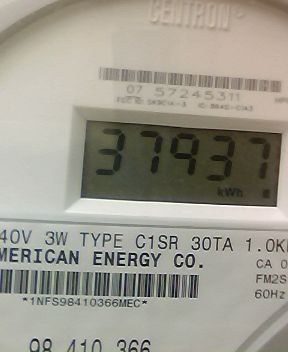 CENTRON®
07 57245311
37937
kWh
40V 3W TYPE C1SR 30TA 1.0K
MERICAN ENERGY CO.
CA 0
FM2S
60Hz
*1NFS98410366MEC*
98 410 366